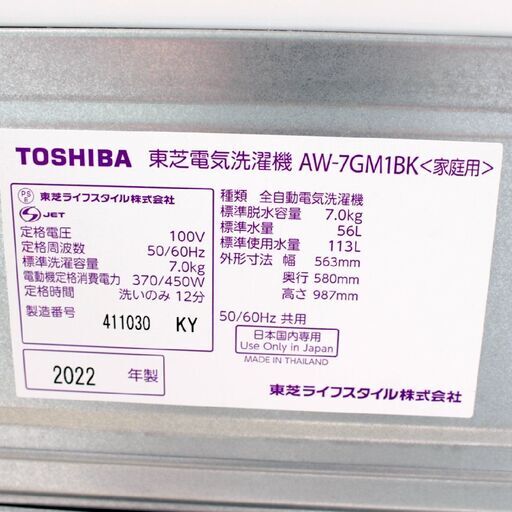 TOSHIBA 東芝電気洗濯機 AW-7GM1BK<家庭用>
PS E 東芝ライフスタイル株式会社
S JET
定格電圧 100V
定格周波数 50/60Hz
標準洗濯容量 7.0kg
電動機定格消費電力 370/450W
定格時間 洗いのみ 12分
製造番号 411030 KY
2022 年製
種類 全自動電気洗濯機
標準脱水容量 7.0kg
標準水量 56L
標準使用水量 113L
外形寸法 幅 563mm
奥行 580mm
高さ 987mm
50/60Hz 共用
日本国内専用
Use Only in Japan
MADE IN THAILAND
東芝ライフスタイル株式会社